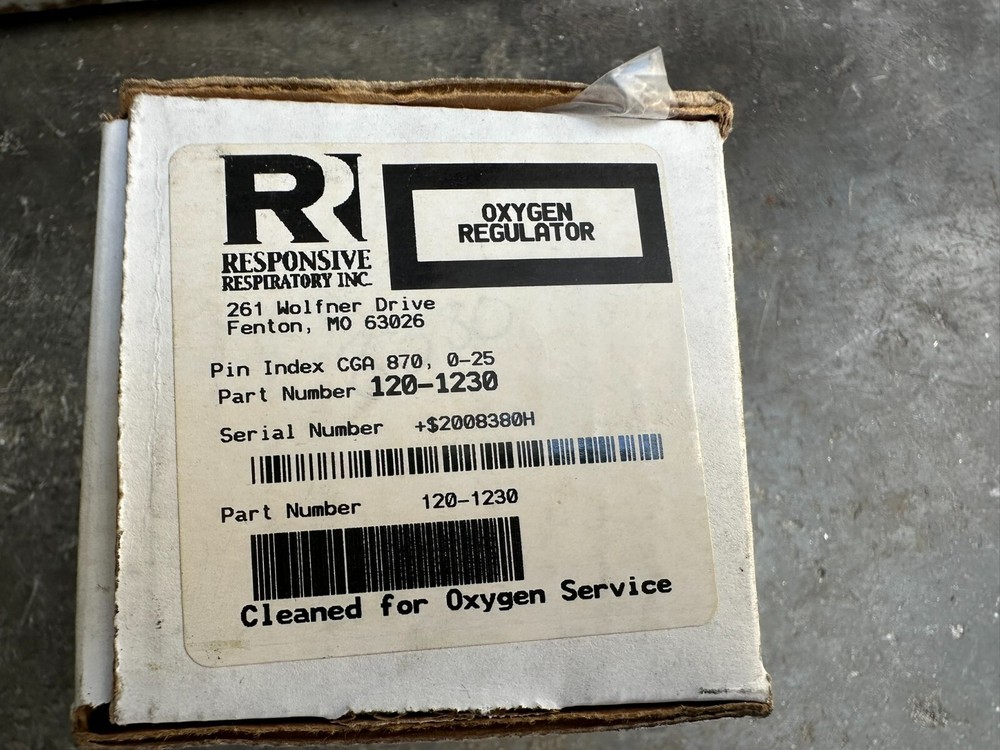 RR
RESPONSIVE
RESPIRATORY INC.
OXYGEN
REGULATOR
261 Wolfner Drive
Fenton, MO 63026
Pin Index CGA 870, 0-25
Part Number 120-1230
Serial Number +$2008380H
Part Number 120-1230
Cleaned for Oxygen Service